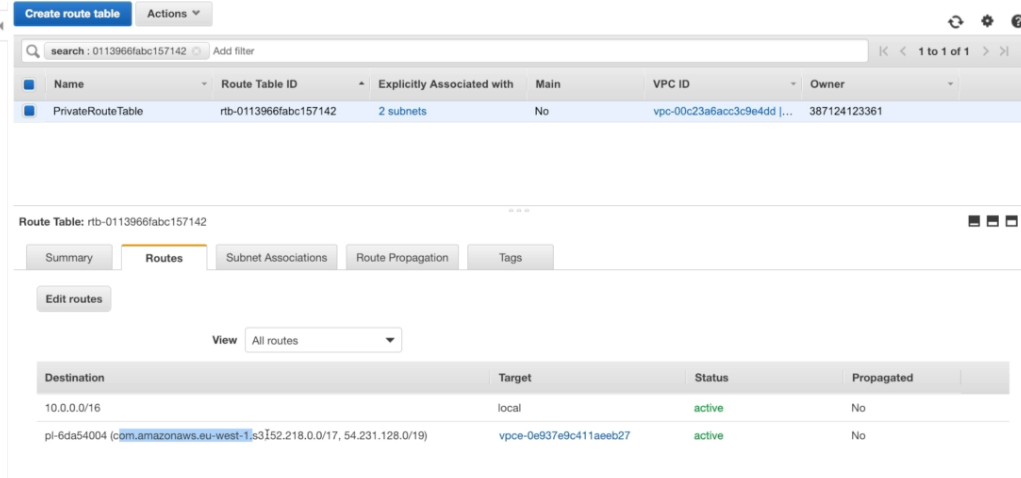 Create route table Actions
search : 0113966fabc157142 Add filter 1 to 1 of 1
Name Route Table ID Explicitly Associated with Main VPC ID Owner
PrivateRouteTable rtb-0113966fabc157142 2 subnets No vpc-00c23a6acc3c9e4dd |... 387124123361
Route Table: rtb-0113966fabc157142
Summary Routes Subnet Associations Route Propagation Tags
Edit routes
View All routes
Destination Target Status Propagated
10.0.0.0/16 local active No
pl-6da54004 (com.amazonaws.eu-west-1.s3, 52.218.0.0/17, 54.231.128.0/19) vpce-0e937e9c411aeeb27 active No